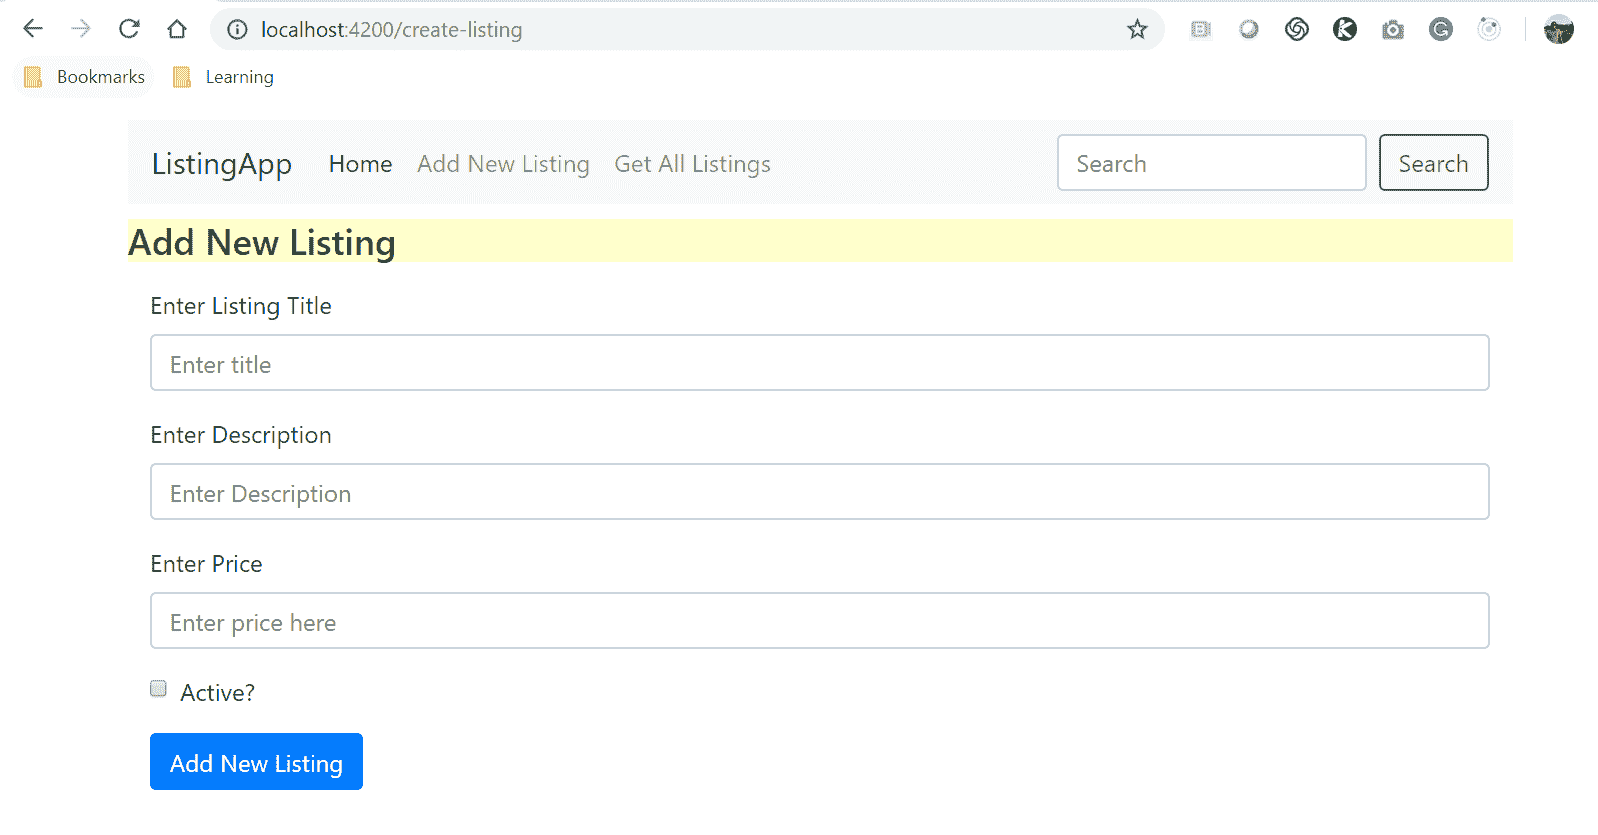 localhost:4200/create-listing
Bookmarks Learning
ListingApp Home Add New Listing Get All Listings Search Search
Add New Listing
Enter Listing Title
Enter title
Enter Description
Enter Description
Enter Price
Enter price here
Active?
Add New Listing